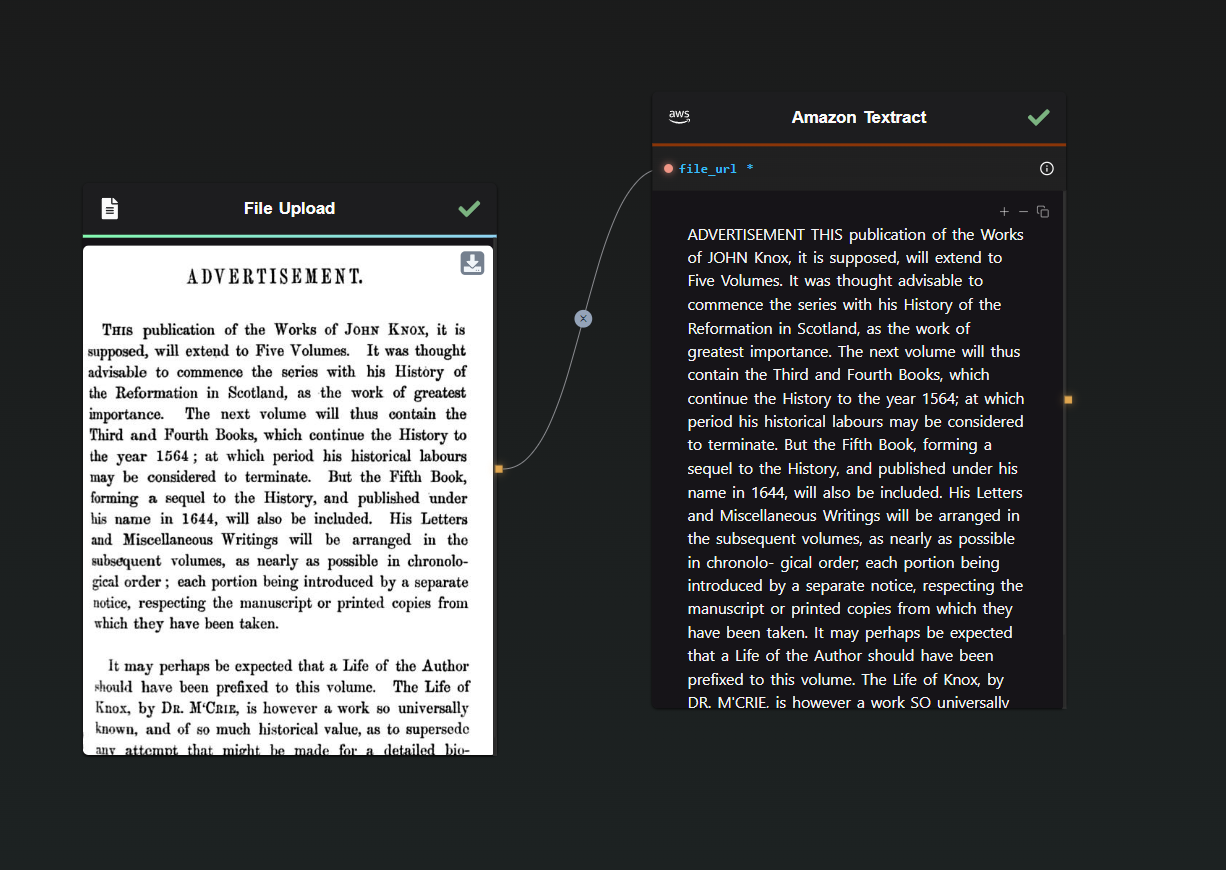 File Upload
ADVERTISEMENT.
THIS publication of the Works of JOHN KNOX, it is
supposed, will extend to Five Volumes. It was thought
advisable to commence the series with his History of
the Reformation in Scotland, as the work of greatest
importance. The next volume will thus contain the
Third and Fourth Books, which continue the History to
the year 1564; at which period his historical labours
may be considered to terminate. But the Fifth Book,
forming a sequel to the History, and published under
his name in 1644, will also be included. His Letters
and Miscellaneous Writings will be arranged in the
subsequent volumes, as nearly as possible in chronolo-
gical order; each portion being introduced by a separate
notice, respecting the manuscript or printed copies from
which they have been taken.
It may perhaps be expected that a Life of the Author
should have been prefixed to this volume. The Life of
Knox, by DR. M‘CRIE, is however a work so universally
known, and of so much historical value, as to supersede
any attempt that might be made for a detailed bio-
aws
Amazon Textract
file_url *
ADVERTISEMENT THIS publication of the Works
of JOHN Knox, it is supposed, will extend to
Five Volumes. It was thought advisable to
commence the series with his History of the
Reformation in Scotland, as the work of
greatest importance. The next volume will thus
contain the Third and Fourth Books, which
continue the History to the year 1564; at which
period his historical labours may be considered
to terminate. But the Fifth Book, forming a
sequel to the History, and published under his
name in 1644, will also be included. His Letters
and Miscellaneous Writings will be arranged in
the subsequent volumes, as nearly as possible
in chronolo- gical order; each portion being
introduced by a separate notice, respecting the
manuscript or printed copies from which they
have been taken. It may perhaps be expected
that a Life of the Author should have been
prefixed to this volume. The Life of Knox, by
DR. M'CRIE, is however a work SO universally